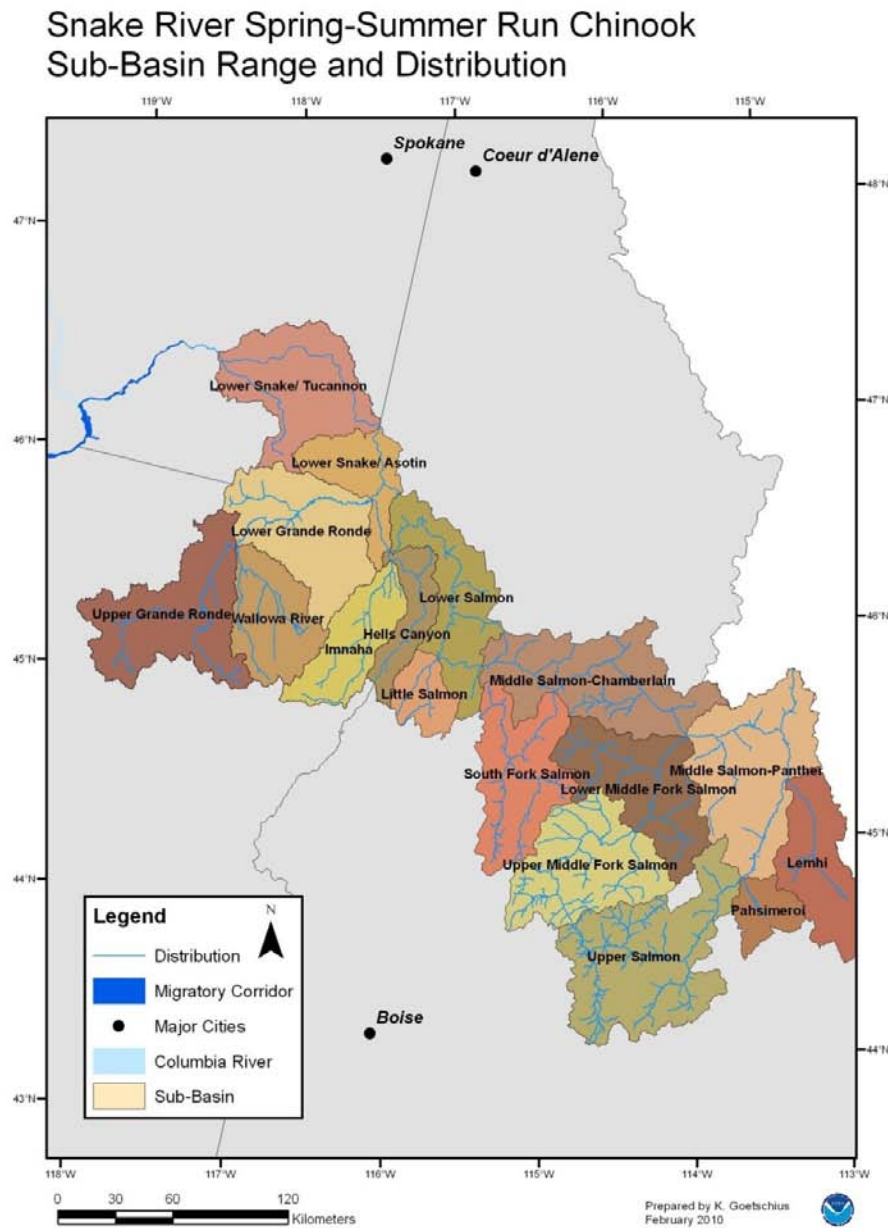 Snake River Spring-Summer Run Chinook
Sub-Basin Range and Distribution
119°W
118°W
117°W
116°W
115°W
Spokane
Coeur d'Alene
48°N
47°N
47°N
Lower Snake/ Tucannon
46°N
Lower Snake/ Asotin
Lower Grande Ronde
Lower Salmon
Upper Grande Ronde
Wallowa River
46°N
Hells Canyon
Imnaha
45°N
Middle Salmon-Chamberlain
Little Salmon
South Fork Salmon
Middle Salmon-Panther
Lower Middle Fork Salmon
45°N
Upper Middle Fork Salmon
Lemhi
44°N
Pahsimeroi
Upper Salmon
Legend
N
Distribution
Migratory Corridor
Major Cities
Columbia River
Sub-Basin
Boise
44°N
43°N
118°W
117°W
116°W
115°W
114°W
113°W
0 30 60 120
Kilometers
Prepared by K. Goetschius
February 2010